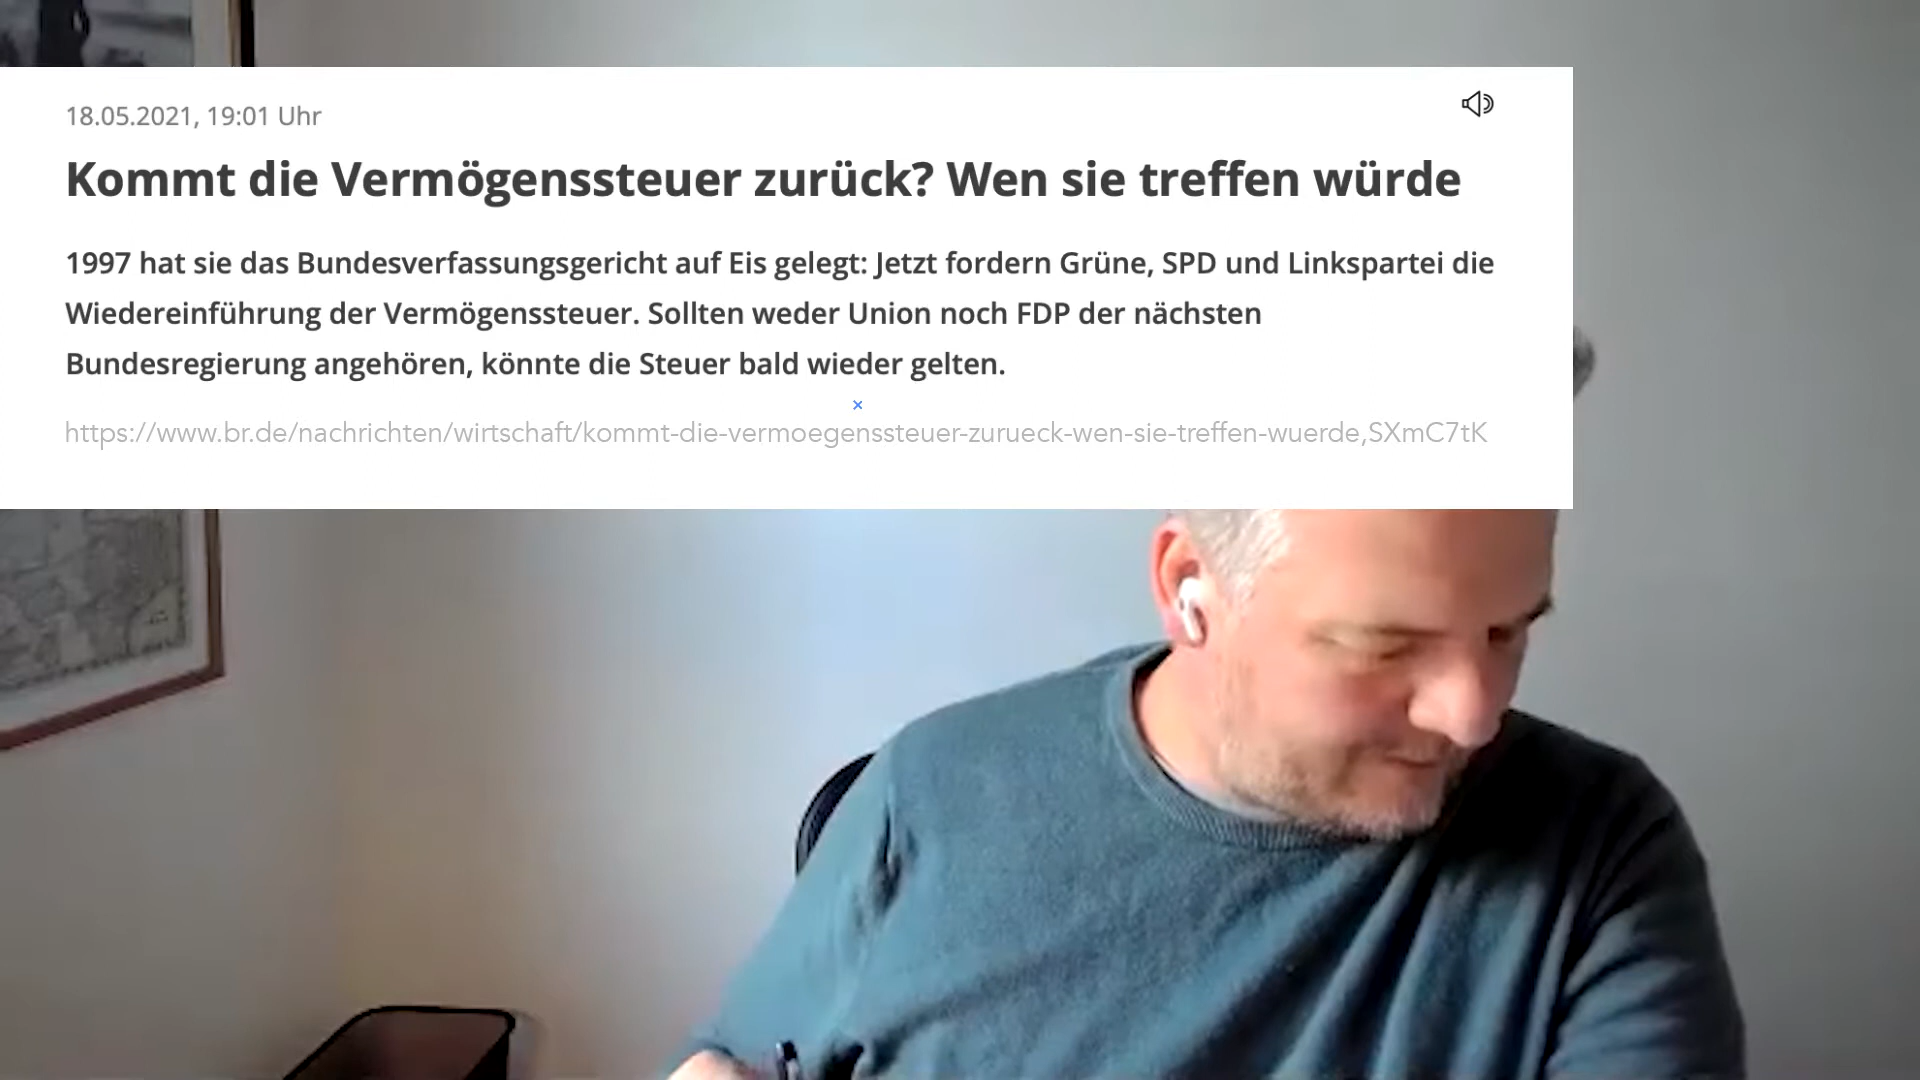 18.05.2021, 19:01 Uhr
Kommt die Vermögenssteuer zurück? Wen sie treffen würde
1997 hat sie das Bundesverfassungsgericht auf Eis gelegt: Jetzt fordern Grüne, SPD und Linkspartei die
Wiedereinführung der Vermögenssteuer. Sollten weder Union noch FDP der nächsten
Bundesregierung angehören, könnte die Steuer bald wieder gelten.
https://www.br.de/nachrichten/wirtschaft/kommt-die-vermoegenssteuer-zurueck-wen-sie-treffen-wuerde,SXmC7tK